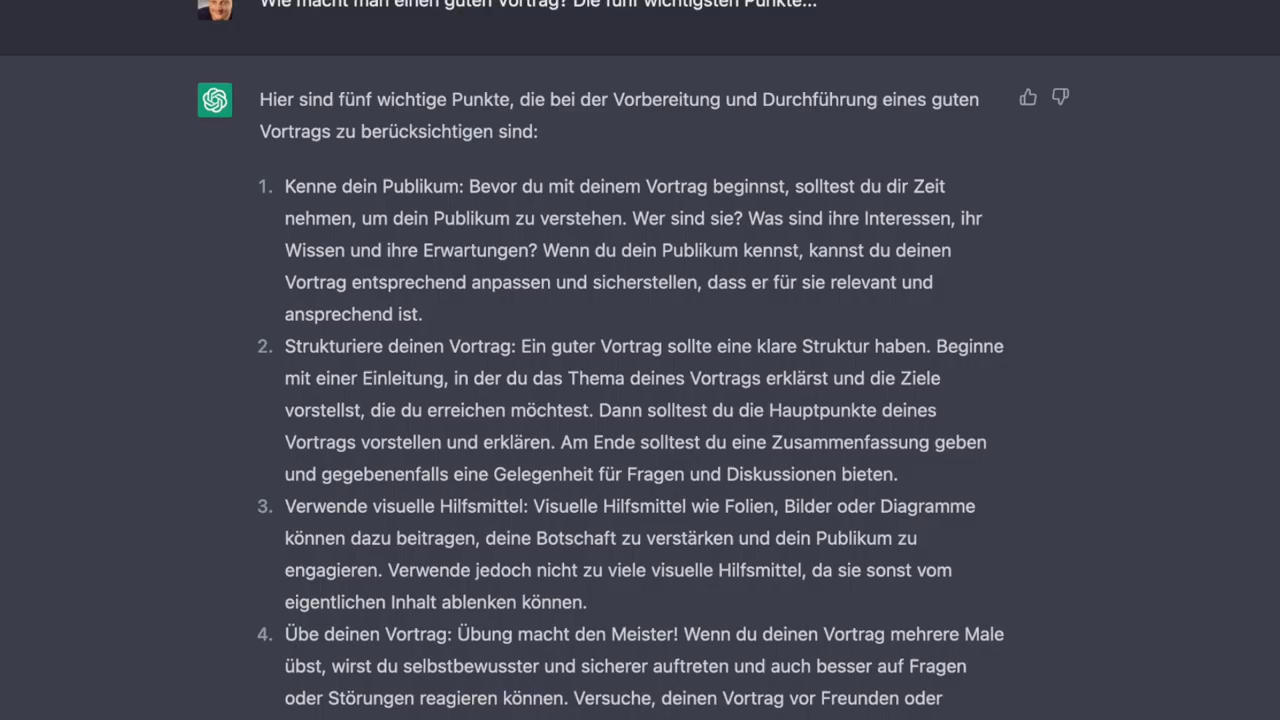 Wie macht man einen guten Vortrag? Die fünf wichtigsten Punkte...
Hier sind fünf wichtige Punkte, die bei der Vorbereitung und Durchführung eines guten
Vortrags zu berücksichtigen sind:
1. Kenne dein Publikum: Bevor du mit deinem Vortrag beginnst, solltest du dir Zeit
nehmen, um dein Publikum zu verstehen. Wer sind sie? Was sind ihre Interessen, ihr
Wissen und ihre Erwartungen? Wenn du dein Publikum kennst, kannst du deinen
Vortrag entsprechend anpassen und sicherstellen, dass er für sie relevant und
ansprechend ist.
2. Strukturiere deinen Vortrag: Ein guter Vortrag sollte eine klare Struktur haben. Beginne
mit einer Einleitung, in der du das Thema deines Vortrags erklärst und die Ziele
vorstellst, die du erreichen möchtest. Dann solltest du die Hauptpunkte deines
Vortrags vorstellen und erklären. Am Ende solltest du eine Zusammenfassung geben
und gegebenenfalls eine Gelegenheit für Fragen und Diskussionen bieten.
3. Verwende visuelle Hilfsmittel: Visuelle Hilfsmittel wie Folien, Bilder oder Diagramme
können dazu beitragen, deine Botschaft zu verstärken und dein Publikum zu
engagieren. Verwende jedoch nicht zu viele visuelle Hilfsmittel, da sie sonst vom
eigentlichen Inhalt ablenken können.
4. Übe deinen Vortrag: Übung macht den Meister! Wenn du deinen Vortrag mehrere Male
übst, wirst du selbstbewusster und sicherer auftreten und auch besser auf Fragen
oder Störungen reagieren können. Versuche, deinen Vortrag vor Freunden oder